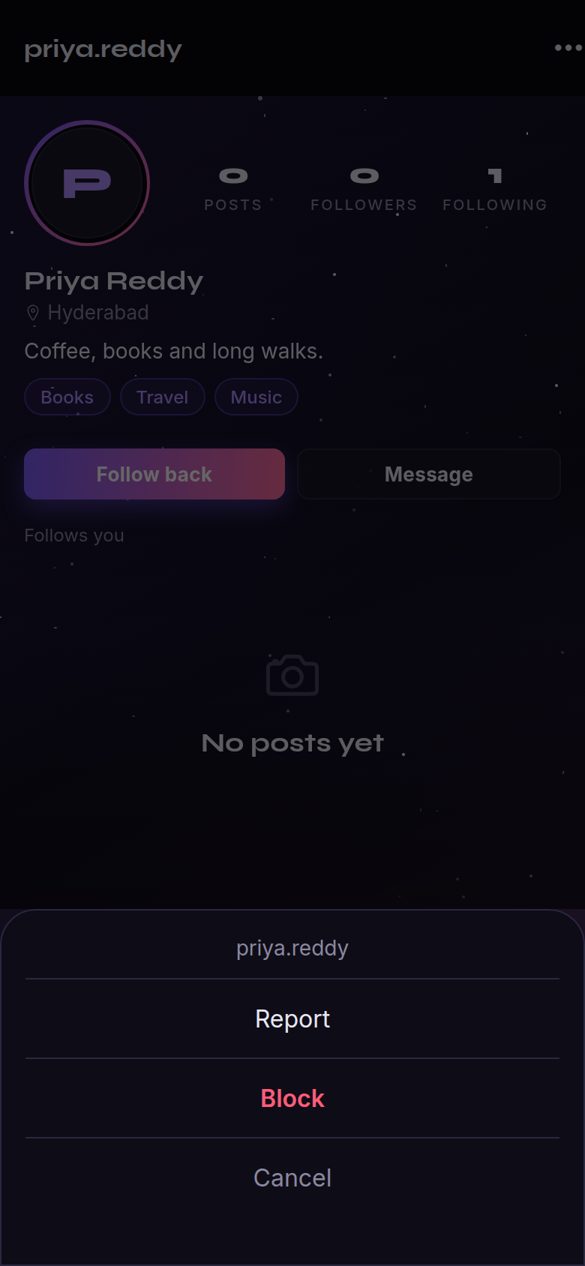 priya.reddy
P
0 0 1
POSTS FOLLOWERS FOLLOWING
Priya Reddy
Hyderabad
Coffee, books and long walks.
Books Travel Music
Follow back Message
Follows you
No posts yet
priya.reddy
Report
Block
Cancel